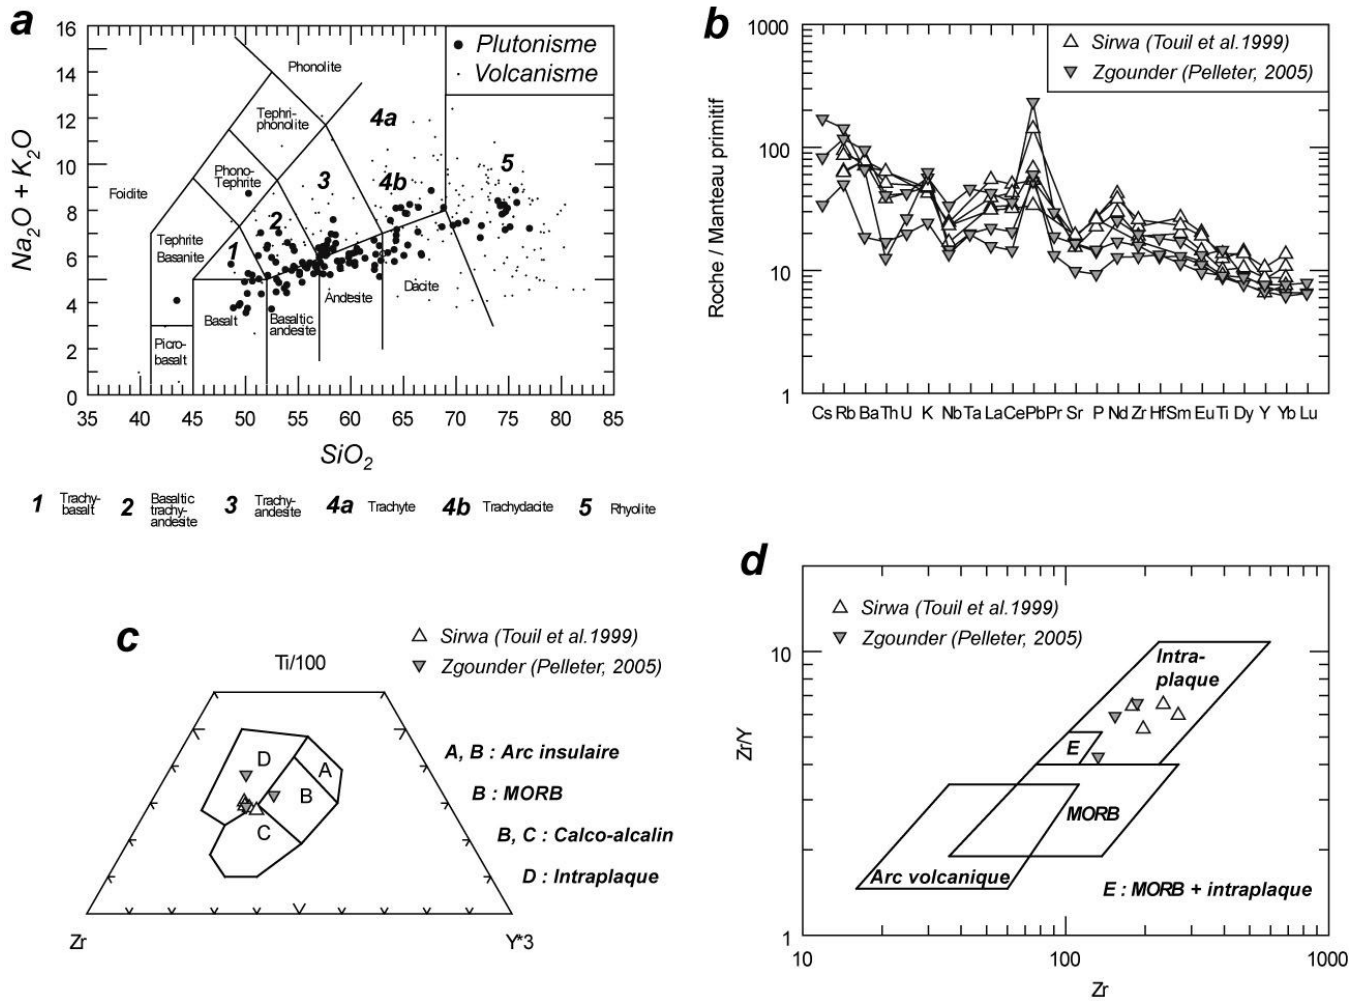 a
16
14
12
10
8
6
4
2
0
Na2O + K2O
35 40 45 50 55 60 65 70 75 80 85
SiO2
Plutonisme
Volcanisme
Phonolite
Tephri-
phonolite
4a
Phono-
Tephrite
3
4b
5
Foidite
2
Tephrite
Basanite
1
Basalt
Basaltic
andesite
Andesite
Dacite
Picro-
basalt
1 Trachy-
basalt
2 Basaltic
trachy-
andesite
3 Trachy-
andesite
4a Trachyte
4b Trachydacite
5 Rhyolite
b
1000
100
10
1
Roche / Manteau primitif
Sirwa (Touil et al.1999)
Zgounder (Pelleter, 2005)
Cs Rb Ba Th U K Nb Ta La Ce Pb Pr Sr P Nd Zr Hf Sm Eu Ti Dy Y Yb Lu
c
Sirwa (Touil et al.1999)
Zgounder (Pelleter, 2005)
Ti/100
D
A
B
C
A, B : Arc insulaire
B : MORB
B, C : Calco-alcalin
D : Intraplaque
Zr
Y*3
d
10
1
Zr/Y
Sirwa (Touil et al.1999)
Zgounder (Pelleter, 2005)
Intra-
plaque
E
MORB
Arc volcanique
E : MORB + intraplaque
10 100 1000
Zr